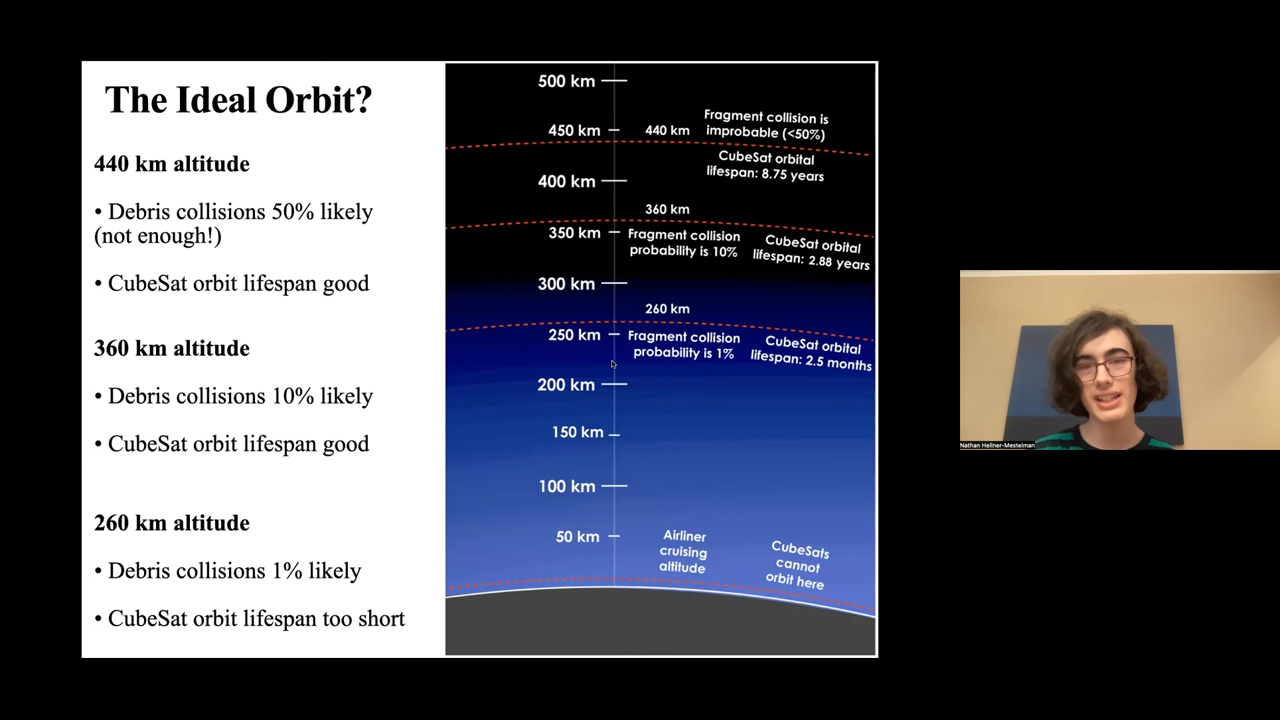 The Ideal Orbit?
440 km altitude
• Debris collisions 50% likely
(not enough!)
• CubeSat orbit lifespan good
360 km altitude
• Debris collisions 10% likely
• CubeSat orbit lifespan good
260 km altitude
• Debris collisions 1% likely
• CubeSat orbit lifespan too short
500 km
450 km
440 km
Fragment collision is
improbable (<50%)
CubeSat orbital
lifespan: 8.75 years
400 km
360 km
350 km
Fragment collision
probability is 10%
CubeSat orbital
lifespan: 2.88 years
300 km
260 km
250 km
Fragment collision
probability is 1%
CubeSat orbital
lifespan: 2.5 months
200 km
150 km
100 km
50 km
Airliner
cruising
altitude
CubeSats
cannot
orbit here
Nathan Hellner-Mestelman